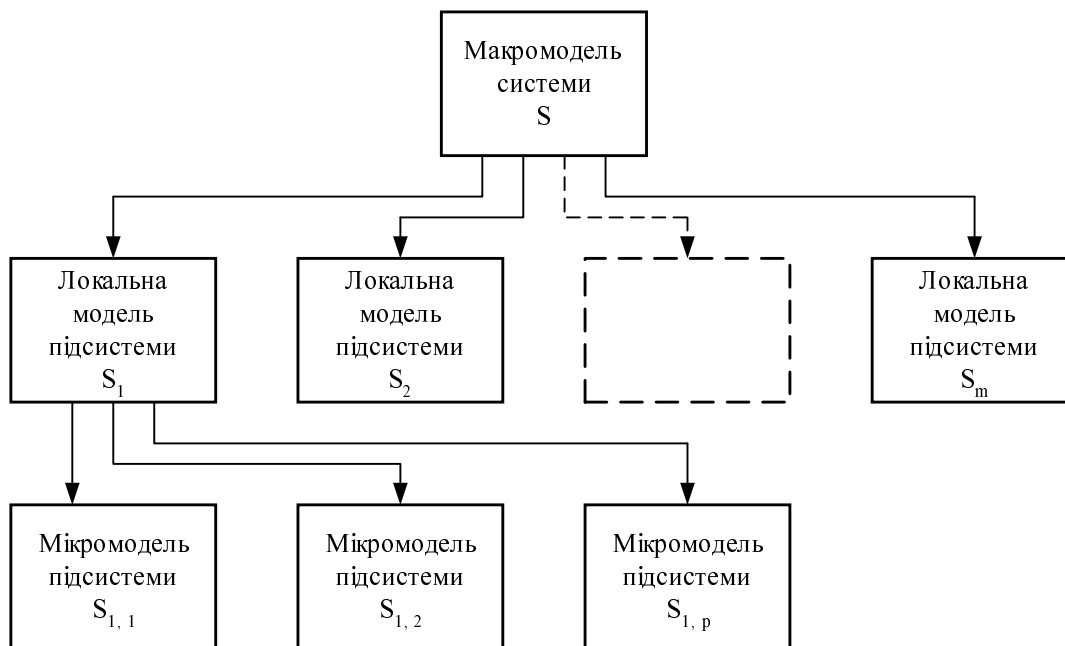 Макромодель
системи
S
Локальна
модель
підсистеми
S₁
Локальна
модель
підсистеми
S₂
Локальна
модель
підсистеми
Sₘ
Мікромодель
підсистеми
S₁, ₁
Мікромодель
підсистеми
S₁, ₂
Мікромодель
підсистеми
S₁, ₚ